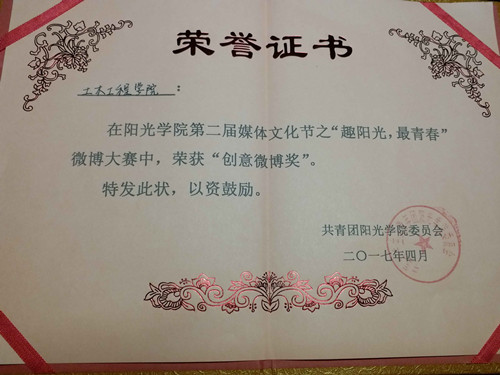 荣誉证书
土木工程学院：
在阳光学院第二届媒体文化节之“趣阳光，最青春”
微博大赛中，荣获“创意微博奖”。
特发此状，以资鼓励。
共青团阳光学院委员会
二〇一七年四月